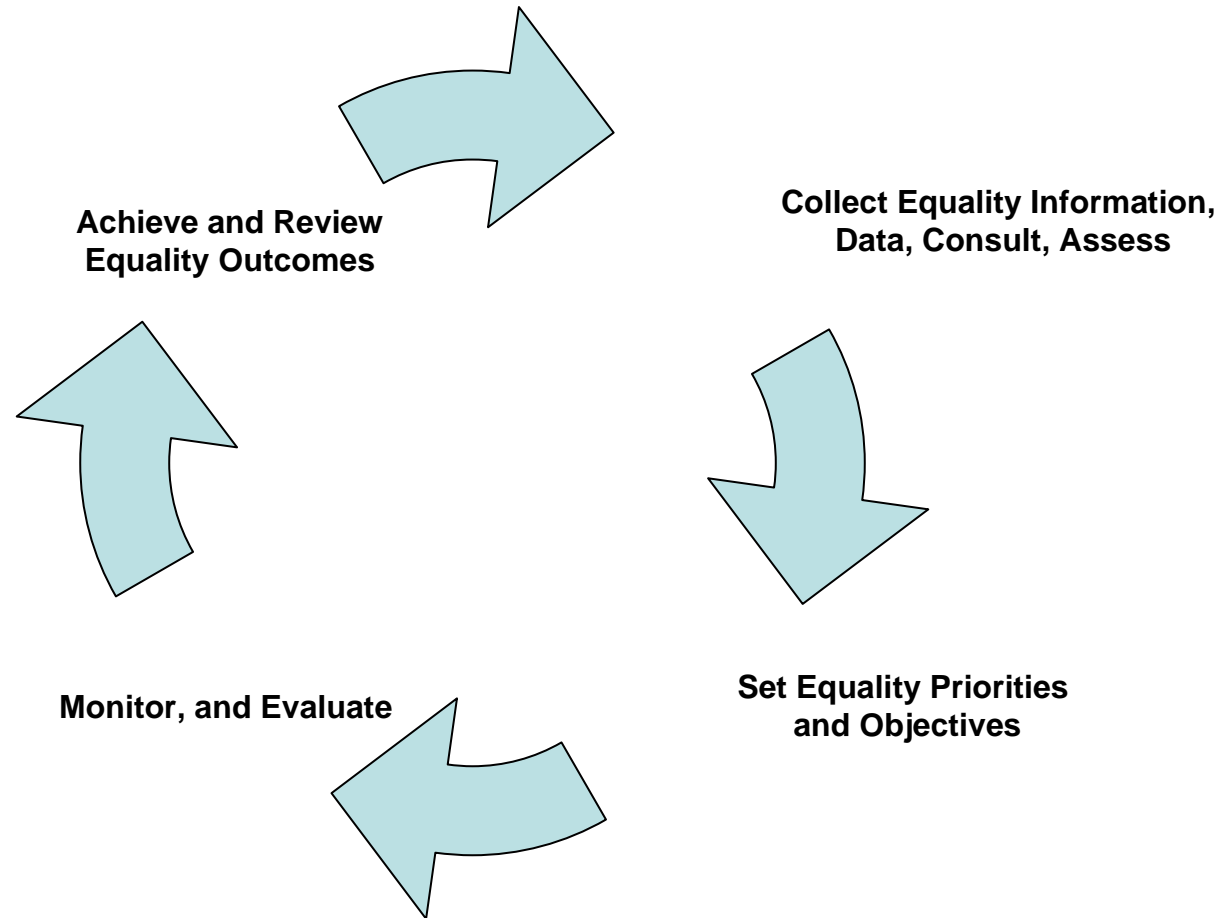 Achieve and Review
Equality Outcomes
Collect Equality Information,
Data, Consult, Assess
Set Equality Priorities
and Objectives
Monitor, and Evaluate